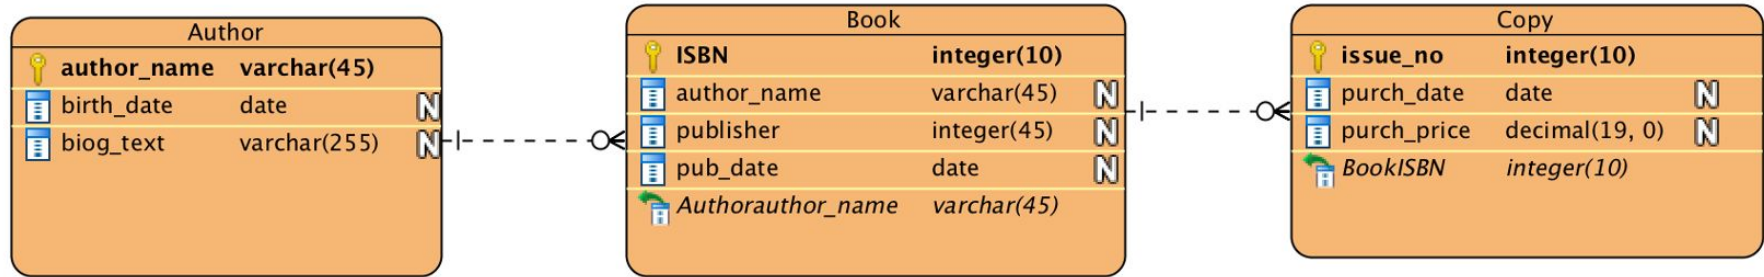 Author
author_name varchar(45)
birth_date date N
biog_text varchar(255) N
Book
ISBN integer(10)
author_name varchar(45) N
publisher integer(45) N
pub_date date N
Authorauthor_name varchar(45)
Copy
issue_no integer(10)
purch_date date N
purch_price decimal(19, 0) N
BookISBN integer(10)